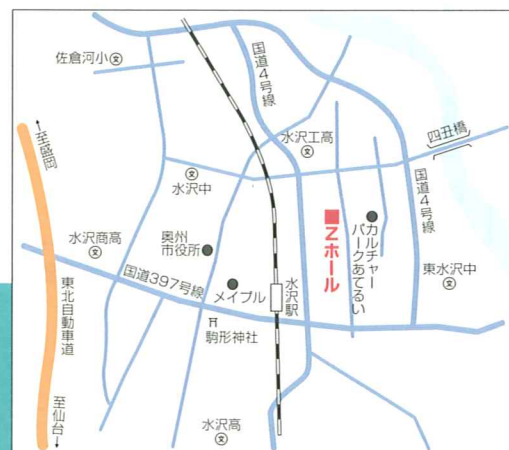 佐倉河小
国道4号線
水沢工高
四丑橋
国道4号線
←至盛岡
水沢中
水沢商高
奥州
市役所
国道397号線
メイプル
水沢駅
■Zホール
カルチャー
パークあてるい
東水沢中
東北自動車道
駒形神社
水沢高
至仙台→